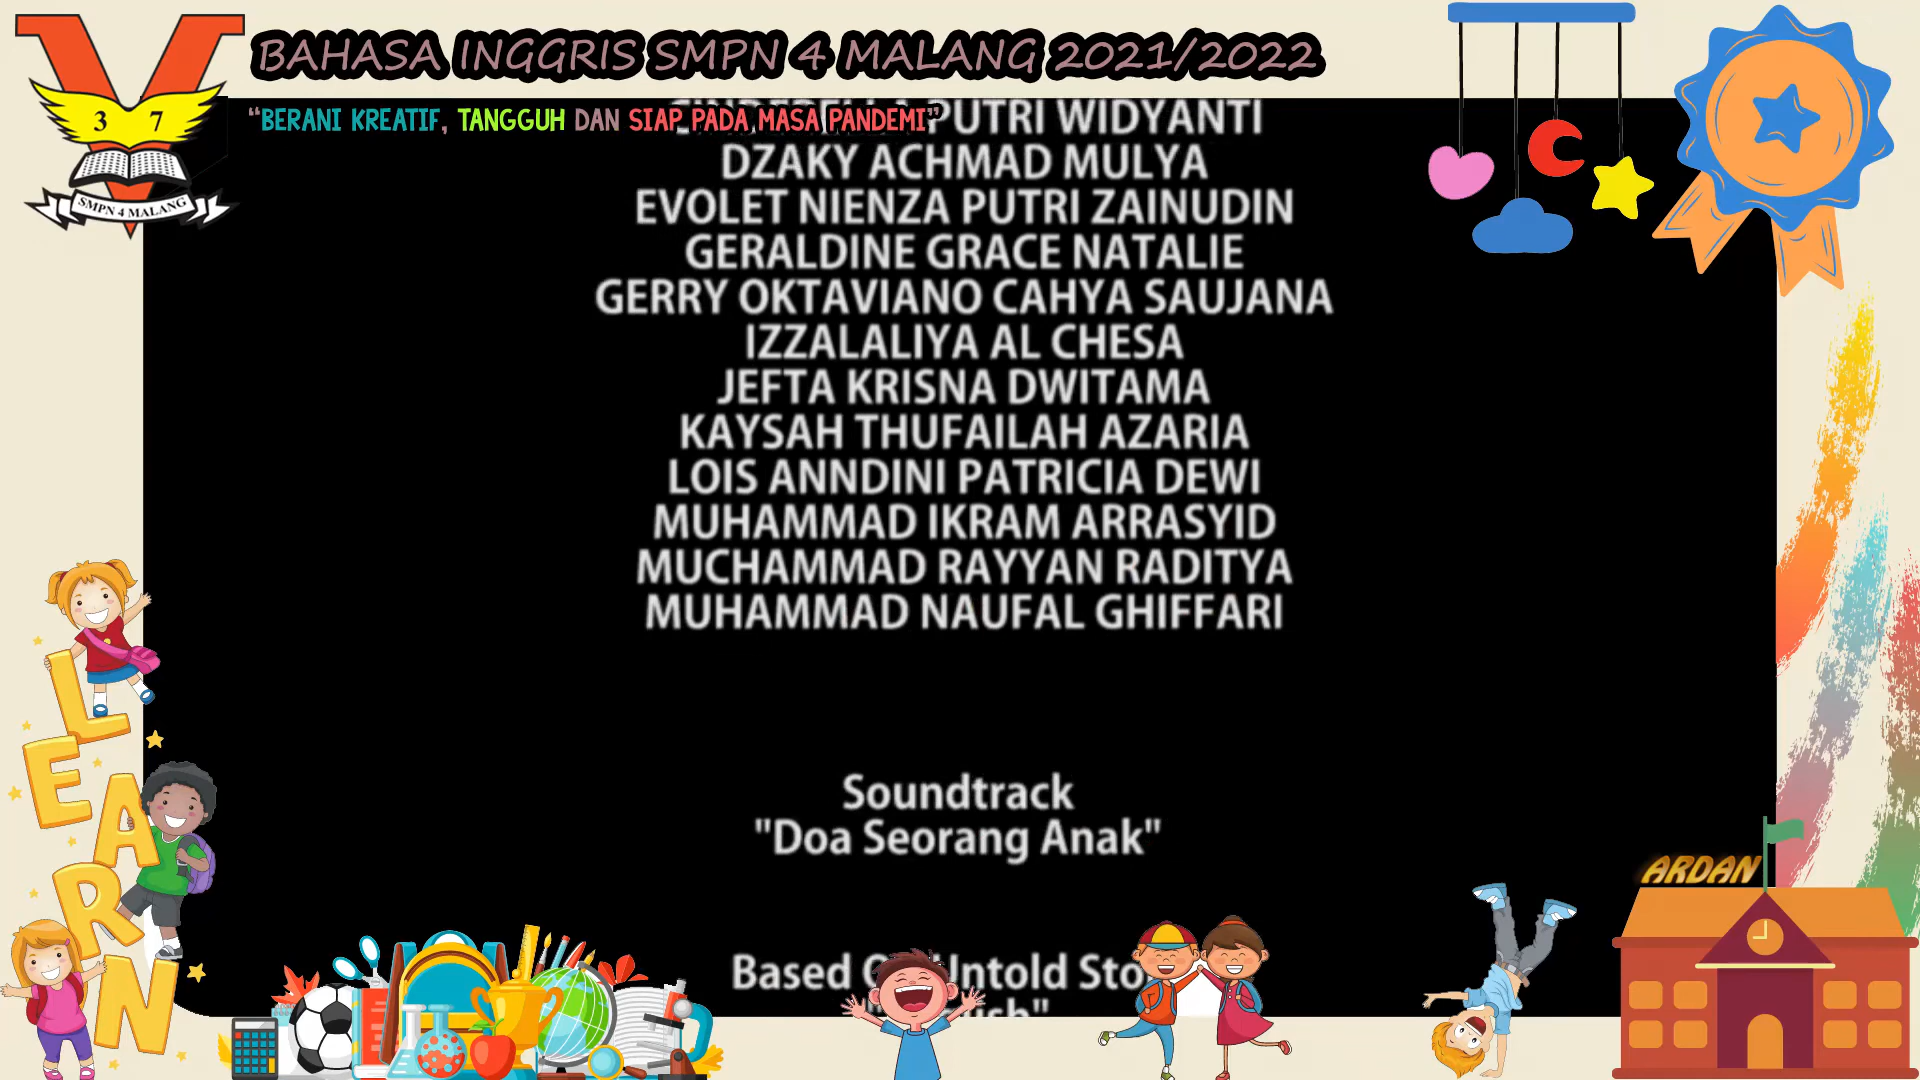 BAHASA INGGRIS SMPN 4 MALANG 2021/2022
"BERANI KREATIF, TANGGUH DAN SIAP PADA MASA PANDEMI"
3 7
SMPN 4 MALANG
PUTRI WIDYANTI
DZAKY ACHMAD MULYA
EVOLET NIENZA PUTRI ZAINUDIN
GERALDINE GRACE NATALIE
GERRY OKTAVIANO CAHYA SAUJANA
IZZALALIYA AL CHESA
JEFTA KRISNA DWITAMA
KAYSAH THUFAILAH AZARIA
LOIS ANNDINI PATRICIA DEWI
MUHAMMAD IKRAM ARRASYID
MUCHAMMAD RAYYAN RADITYA
MUHAMMAD NAUFAL GHIFFARI
Soundtrack
"Doa Seorang Anak"
Based Untold
LEARN
ARDAN